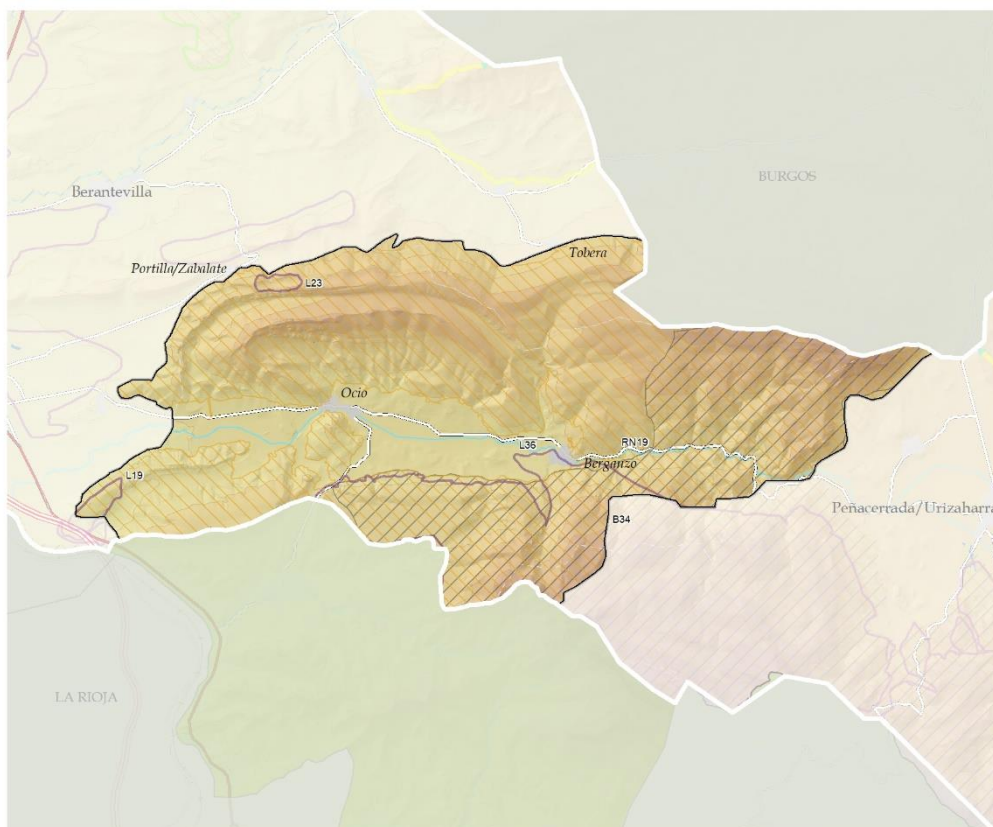 BURGOS
Berantevilla
Tobera
Portilla/Zabalate
L23
Ocio
L36
RN19
Berganzo
L19
Peñacerrada/Urizaharra
B34
LA RIOJA